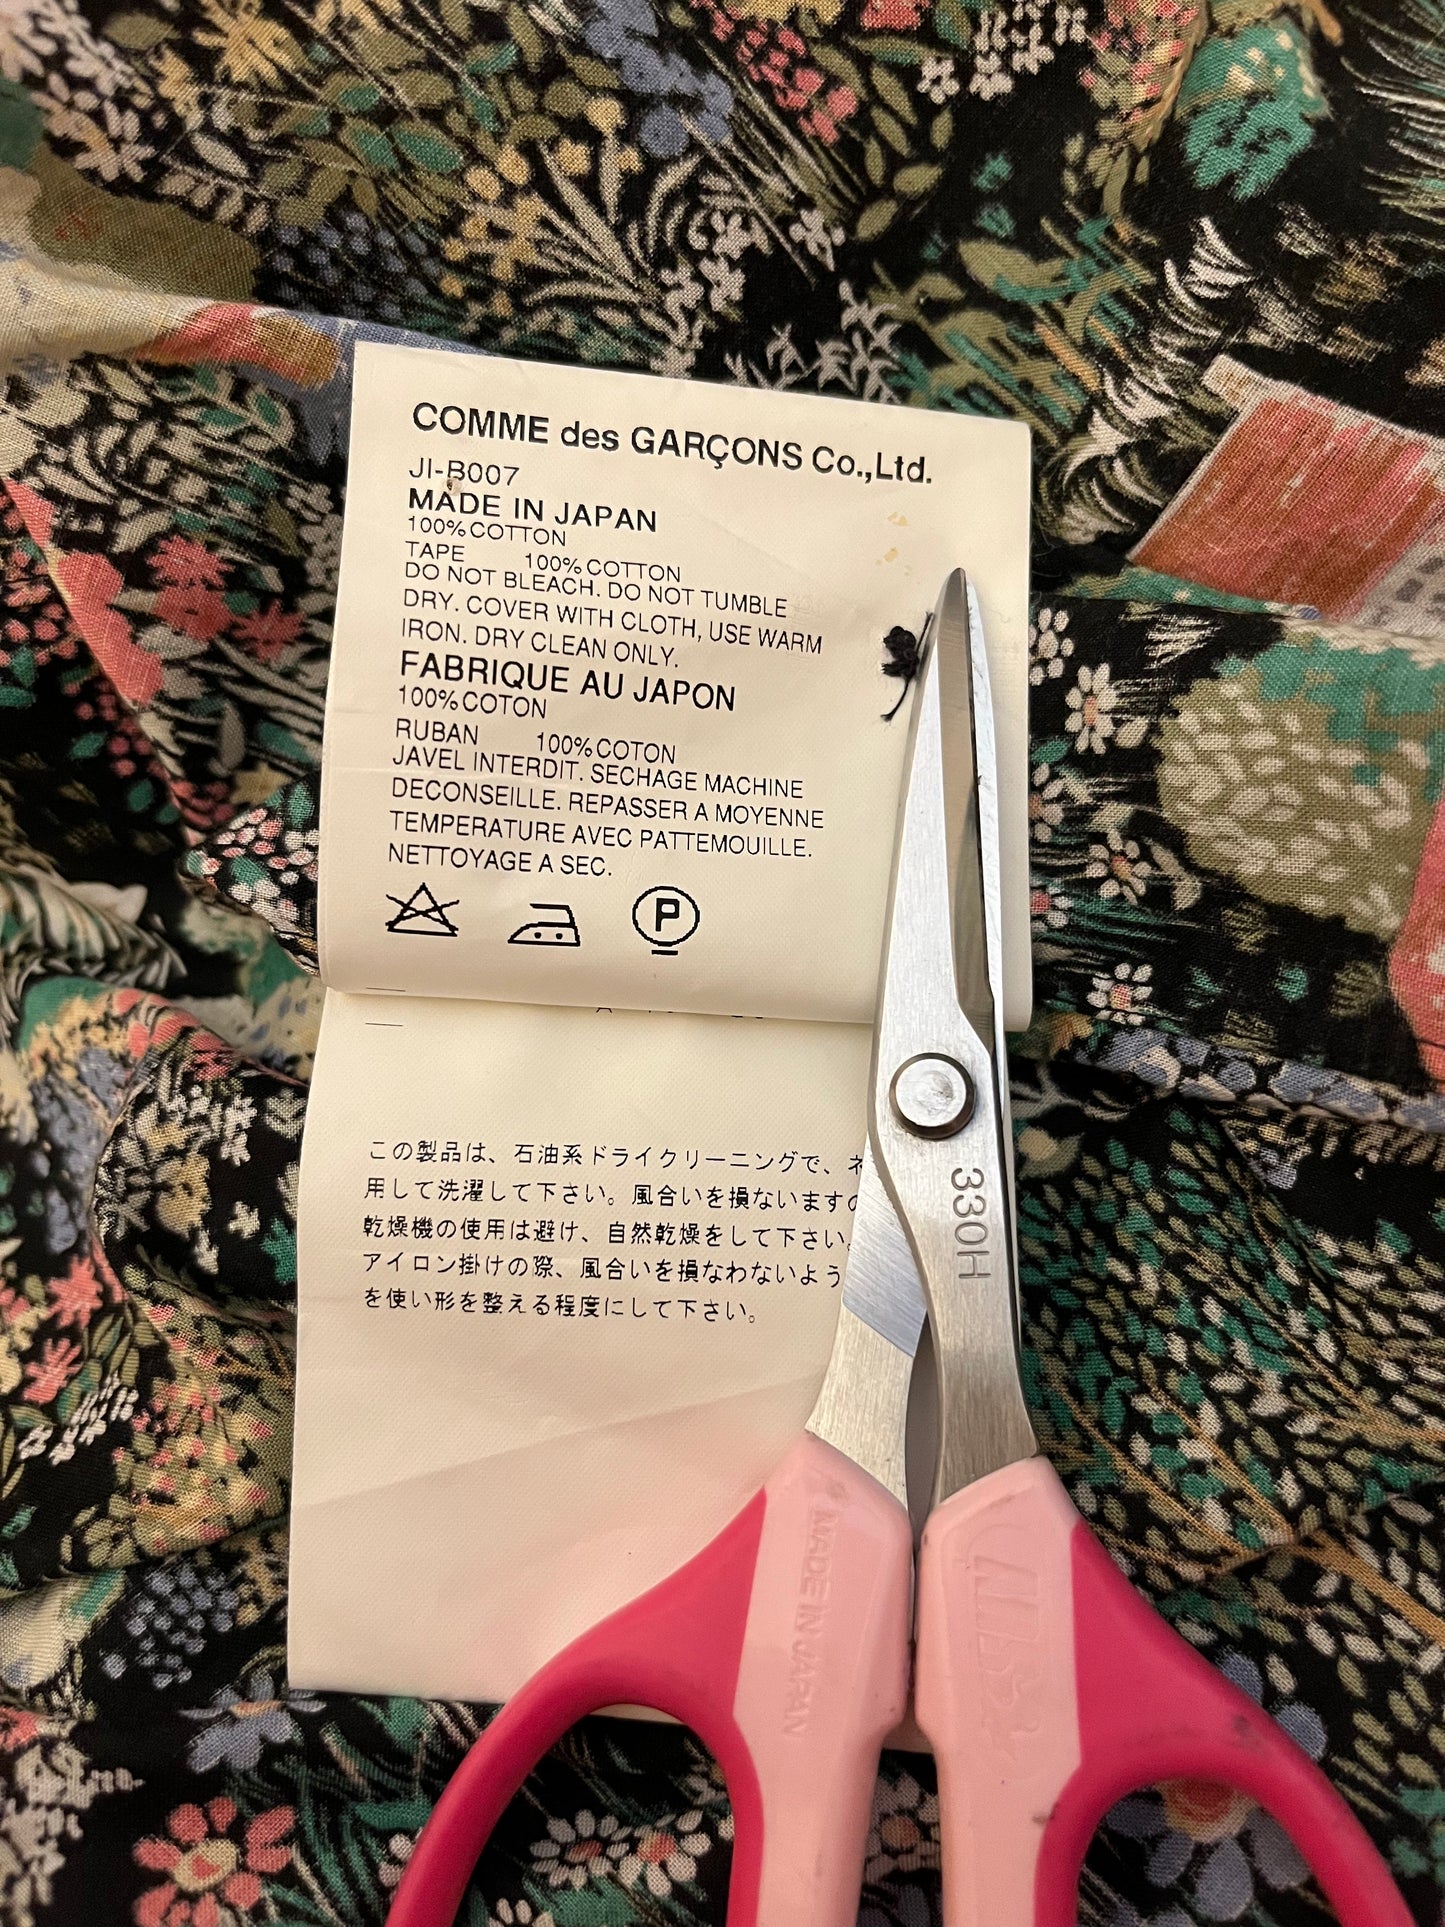 COMME des GARÇONS Co.,Ltd.
JI-B007
MADE IN JAPAN
100%COTTON
TAPE 100%COTTON
DO NOT BLEACH. DO NOT TUMBLE
DRY. COVER WITH CLOTH, USE WARM
IRON. DRY CLEAN ONLY.
FABRIQUE AU JAPON
100%COTON
RUBAN 100%COTON
JAVEL INTERDIT. SECHAGE MACHINE
DECONSEILLE. REPASSER A MOYENNE
TEMPERATURE AVEC PATTEMOUILLE.
NETTOYAGE A SEC.
P
この製品は、石油系ドライクリーニングで、ネ
用して洗濯して下さい。風合いを損ないますの
乾燥機の使用は避け、自然乾燥をして下さい。
アイロン掛けの際、風合いを損なわないよう
を使い形を整える程度にして下さい。
330H
MADE IN JAPAN